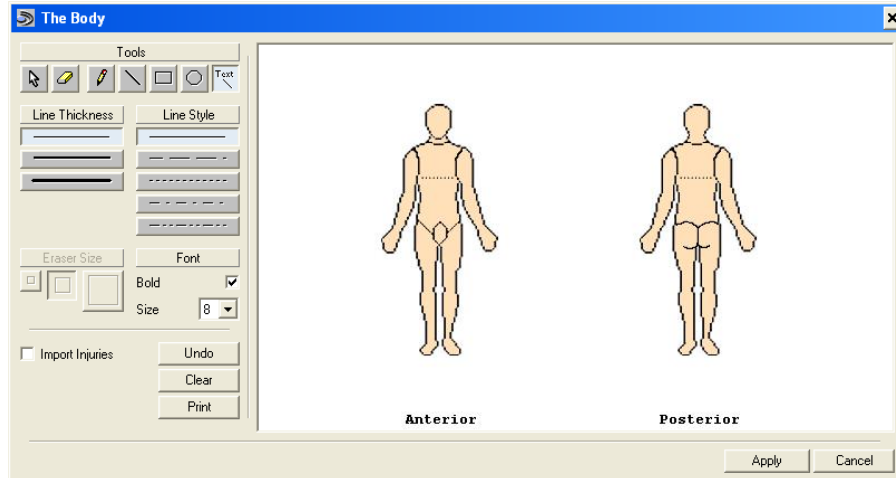 The Body
Tools
Text
Line Thickness
Line Style
Eraser Size
Font
Bold
Size 8
Import Injuries
Undo
Clear
Print
Anterior Posterior
Apply Cancel